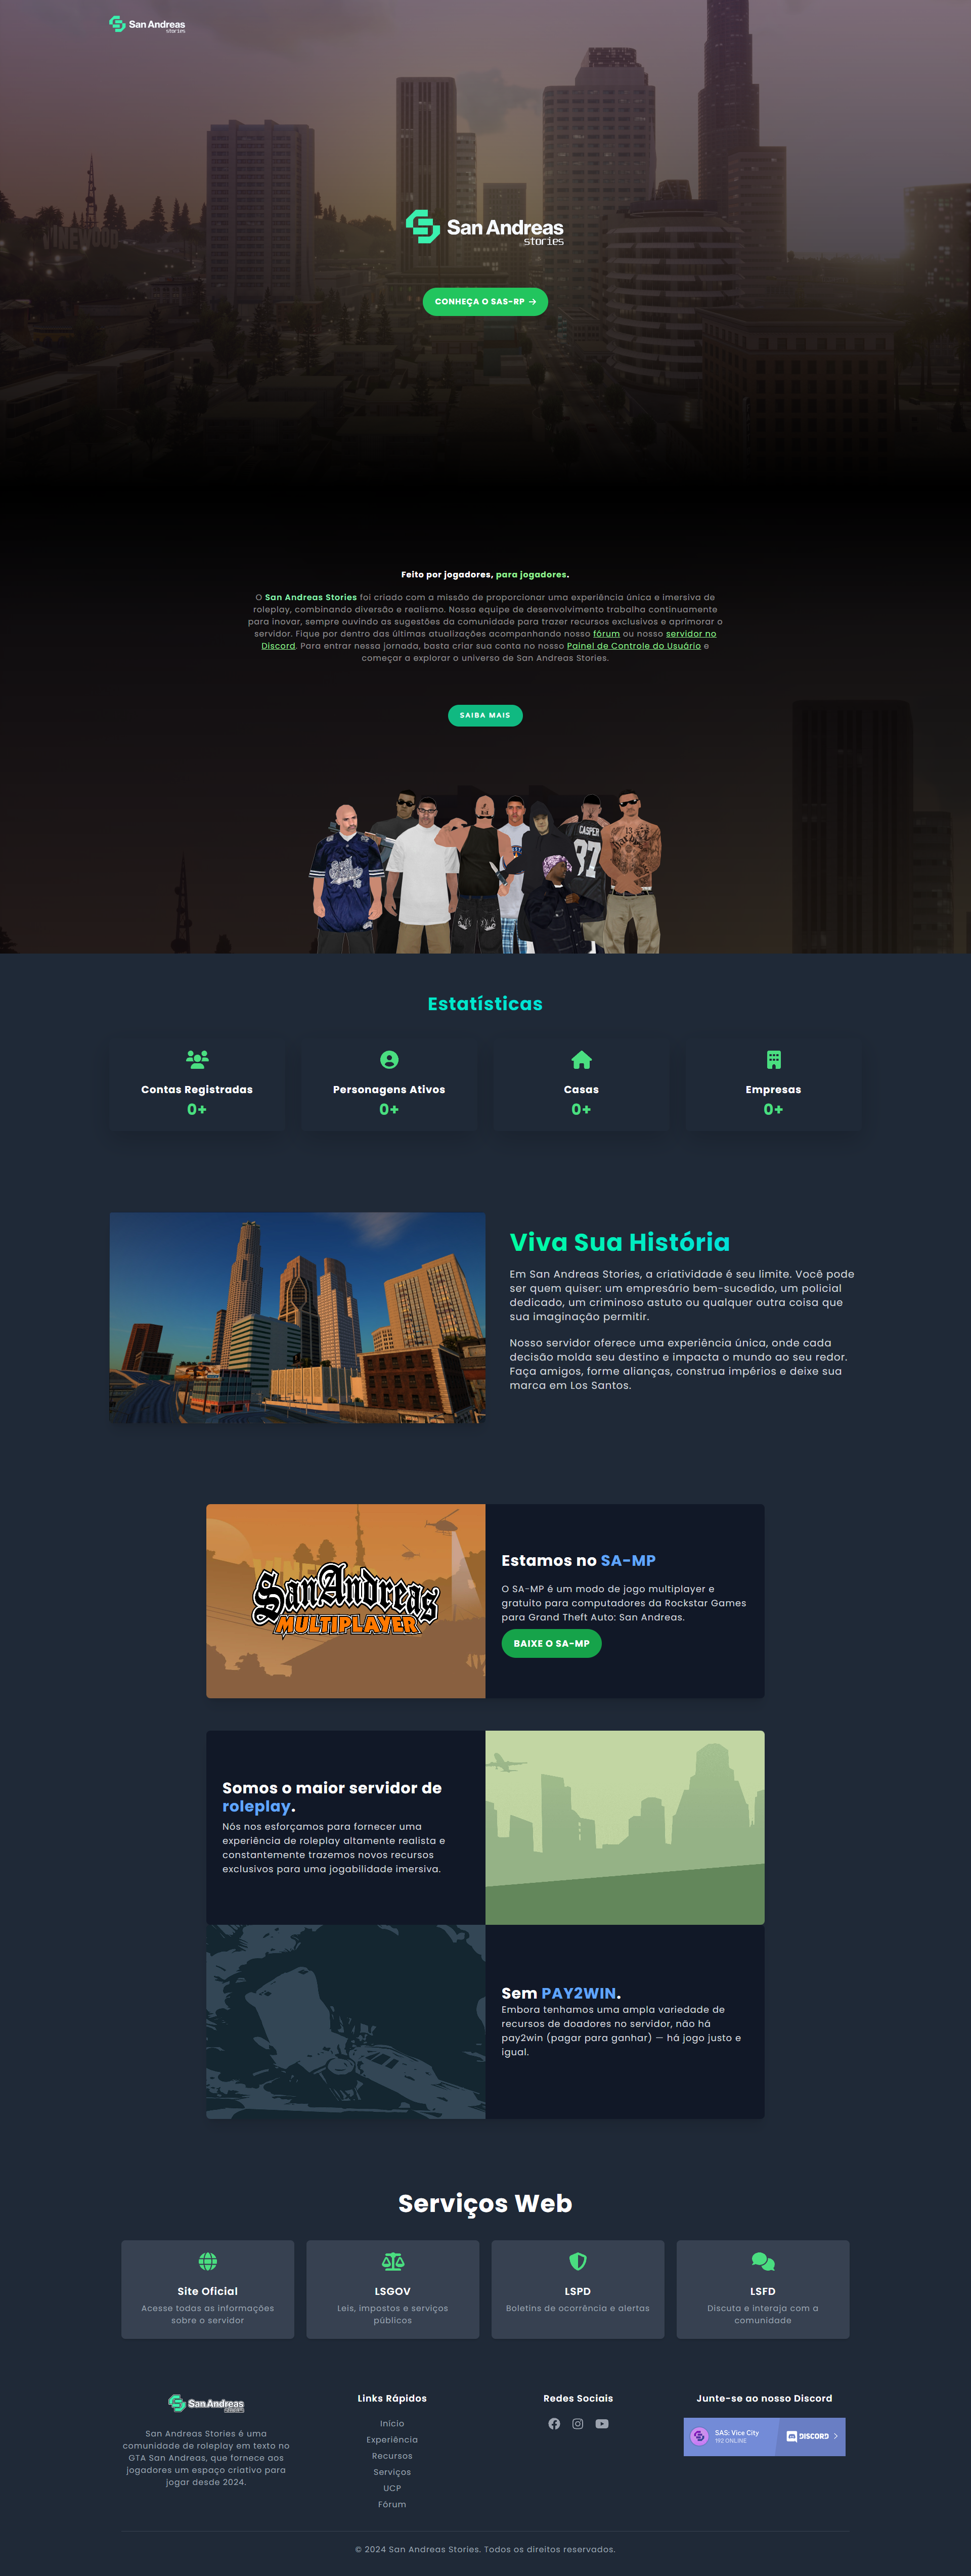 San Andreas
stories
VINEWOOD
San Andreas
stories
CONHEÇA O SAS-RP →
Feito por jogadores, para jogadores.
O San Andreas Stories foi criado com a missão de proporcionar uma experiência única e imersiva de
roleplay, combinando diversão e realismo. Nossa equipe de desenvolvimento trabalha continuamente
para inovar, sempre ouvindo as sugestões da comunidade para trazer recursos exclusivos e aprimorar o
servidor. Fique por dentro das últimas atualizações acompanhando nosso fórum ou nosso servidor no
Discord. Para entrar nessa jornada, basta criar sua conta no nosso Painel de Controle do Usuário e
começar a explorar o universo de San Andreas Stories.
SAIBA MAIS
CASPER
37
13
Estatísticas
Contas Registradas
0+
Personagens Ativos
0+
Casas
0+
Empresas
0+
Viva Sua História
Em San Andreas Stories, a criatividade é seu limite. Você pode
ser quem quiser: um empresário bem-sucedido, um policial
dedicado, um criminoso astuto ou qualquer outra coisa que
sua imaginação permitir.
Nosso servidor oferece uma experiência única, onde cada
decisão molda seu destino e impacta o mundo ao seu redor.
Faça amigos, forme alianças, construa impérios e deixe sua
marca em Los Santos.
San Andreas
MULTIPLAYER
Estamos no SA-MP
O SA-MP é um modo de jogo multiplayer e
gratuito para computadores da Rockstar Games
para Grand Theft Auto: San Andreas.
BAIXE O SA-MP
Somos o maior servidor de
roleplay.
Nós nos esforçamos para fornecer uma
experiência de roleplay altamente realista e
constantemente trazemos novos recursos
exclusivos para uma jogabilidade imersiva.
Sem PAY2WIN.
Embora tenhamos uma ampla variedade de
recursos de doadores no servidor, não há
pay2win (pagar para ganhar) — há jogo justo e
igual.
Serviços Web
Site Oficial
Acesse todas as informações
sobre o servidor
LSGOV
Leis, impostos e serviços
públicos
LSPD
Boletins de ocorrência e alertas
LSFD
Discuta e interaja com a
comunidade
San Andreas
stories
San Andreas Stories é uma
comunidade de roleplay em texto no
GTA San Andreas, que fornece aos
jogadores um espaço criativo para
jogar desde 2024.
Links Rápidos
Início
Experiência
Recursos
Serviços
UCP
Fórum
Redes Sociais
Junte-se ao nosso Discord
SAS: Vice City
192 ONLINE
DISCORD
© 2024 San Andreas Stories. Todos os direitos reservados.